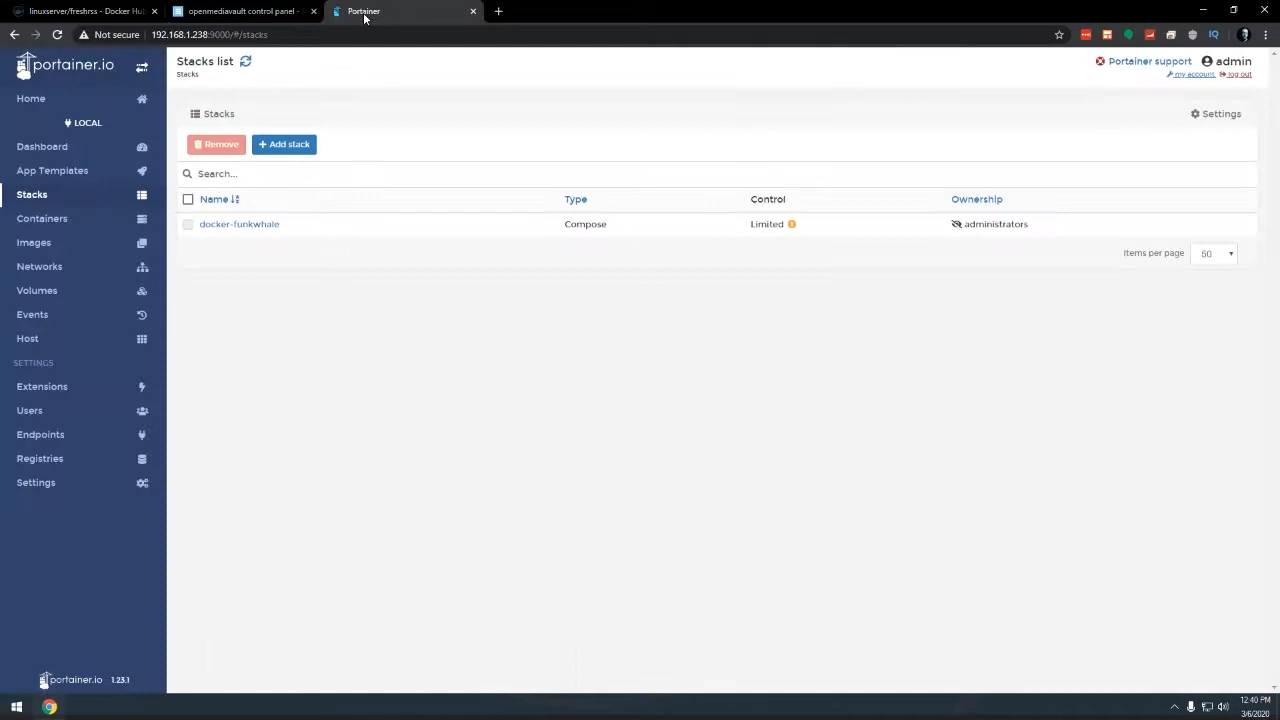 linuxserver/freshrss - Docker Hub
openmediavault control panel -
Portainer
Not secure
192.168.1.238:9000/#/stacks
portainer.io
Stacks list
Stacks
Portainer support
admin
my account
log out
Home
LOCAL
Dashboard
App Templates
Stacks
Containers
Images
Networks
Volumes
Events
Host
SETTINGS
Extensions
Users
Endpoints
Registries
Settings
Stacks
Settings
Remove
+ Add stack
Search...
Name
Type
Control
Ownership
docker-funkwhale
Compose
Limited
administrators
Items per page
50
portainer.io
1.23.1
12:40 PM
3/6/2020